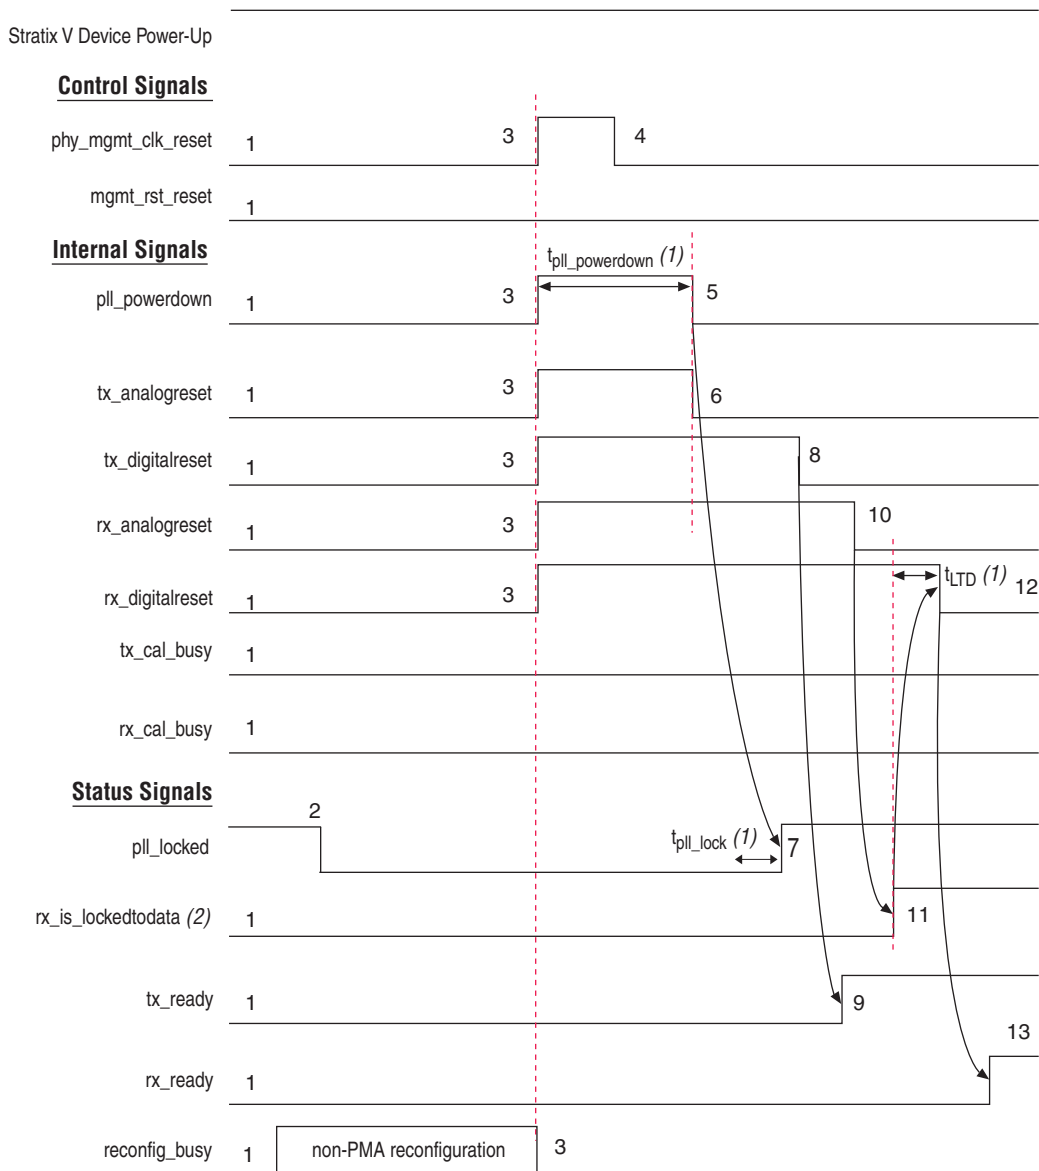 Stratix V Device Power-Up
Control Signals
phy_mgmt_clk_reset 1 3 4
mgmt_rst_reset 1
Internal Signals
tpll_powerdown (1)
pll_powerdown 1 3 5
tx_analogreset 1 3 6
tx_digitalreset 1 3 8
rx_analogreset 1 3 10
rx_digitalreset 1 3 tLTD (1) 12
tx_cal_busy 1
rx_cal_busy 1
Status Signals
2
pll_locked tpll_lock (1) 7
rx_is_lockedtodata (2) 1 11
tx_ready 1 9
13
rx_ready 1
reconfig_busy 1 non-PMA reconfiguration 3